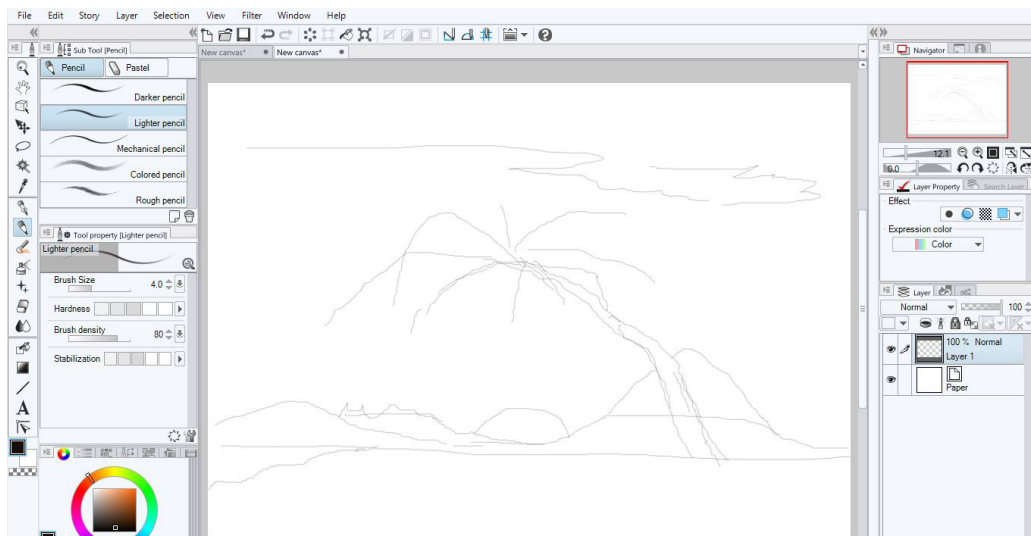 File Edit Story Layer Selection View Filter Window Help
Sub Tool [Pencil]
New canvas* New canvas*
Navigator
Pencil Pastel
Darker pencil
Lighter pencil
Mechanical pencil
Colored pencil
Rough pencil
12.1
Layer Property Search Layer
Effect
Tool property [Lighter pencil]
Expression color
Lighter pencil
Color
Brush Size 4.0
Layer
Hardness
Normal 100
Brush density 80
100 % Normal
Layer 1
Stabilization
Paper
A